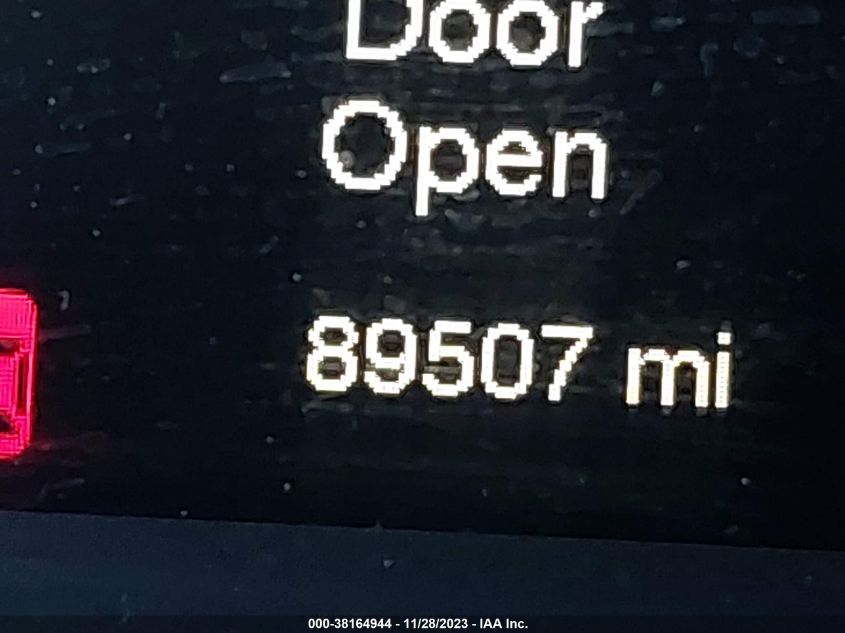 Door
Open
89507 mi
000-38164944 - 11/28/2023 - IAA Inc.